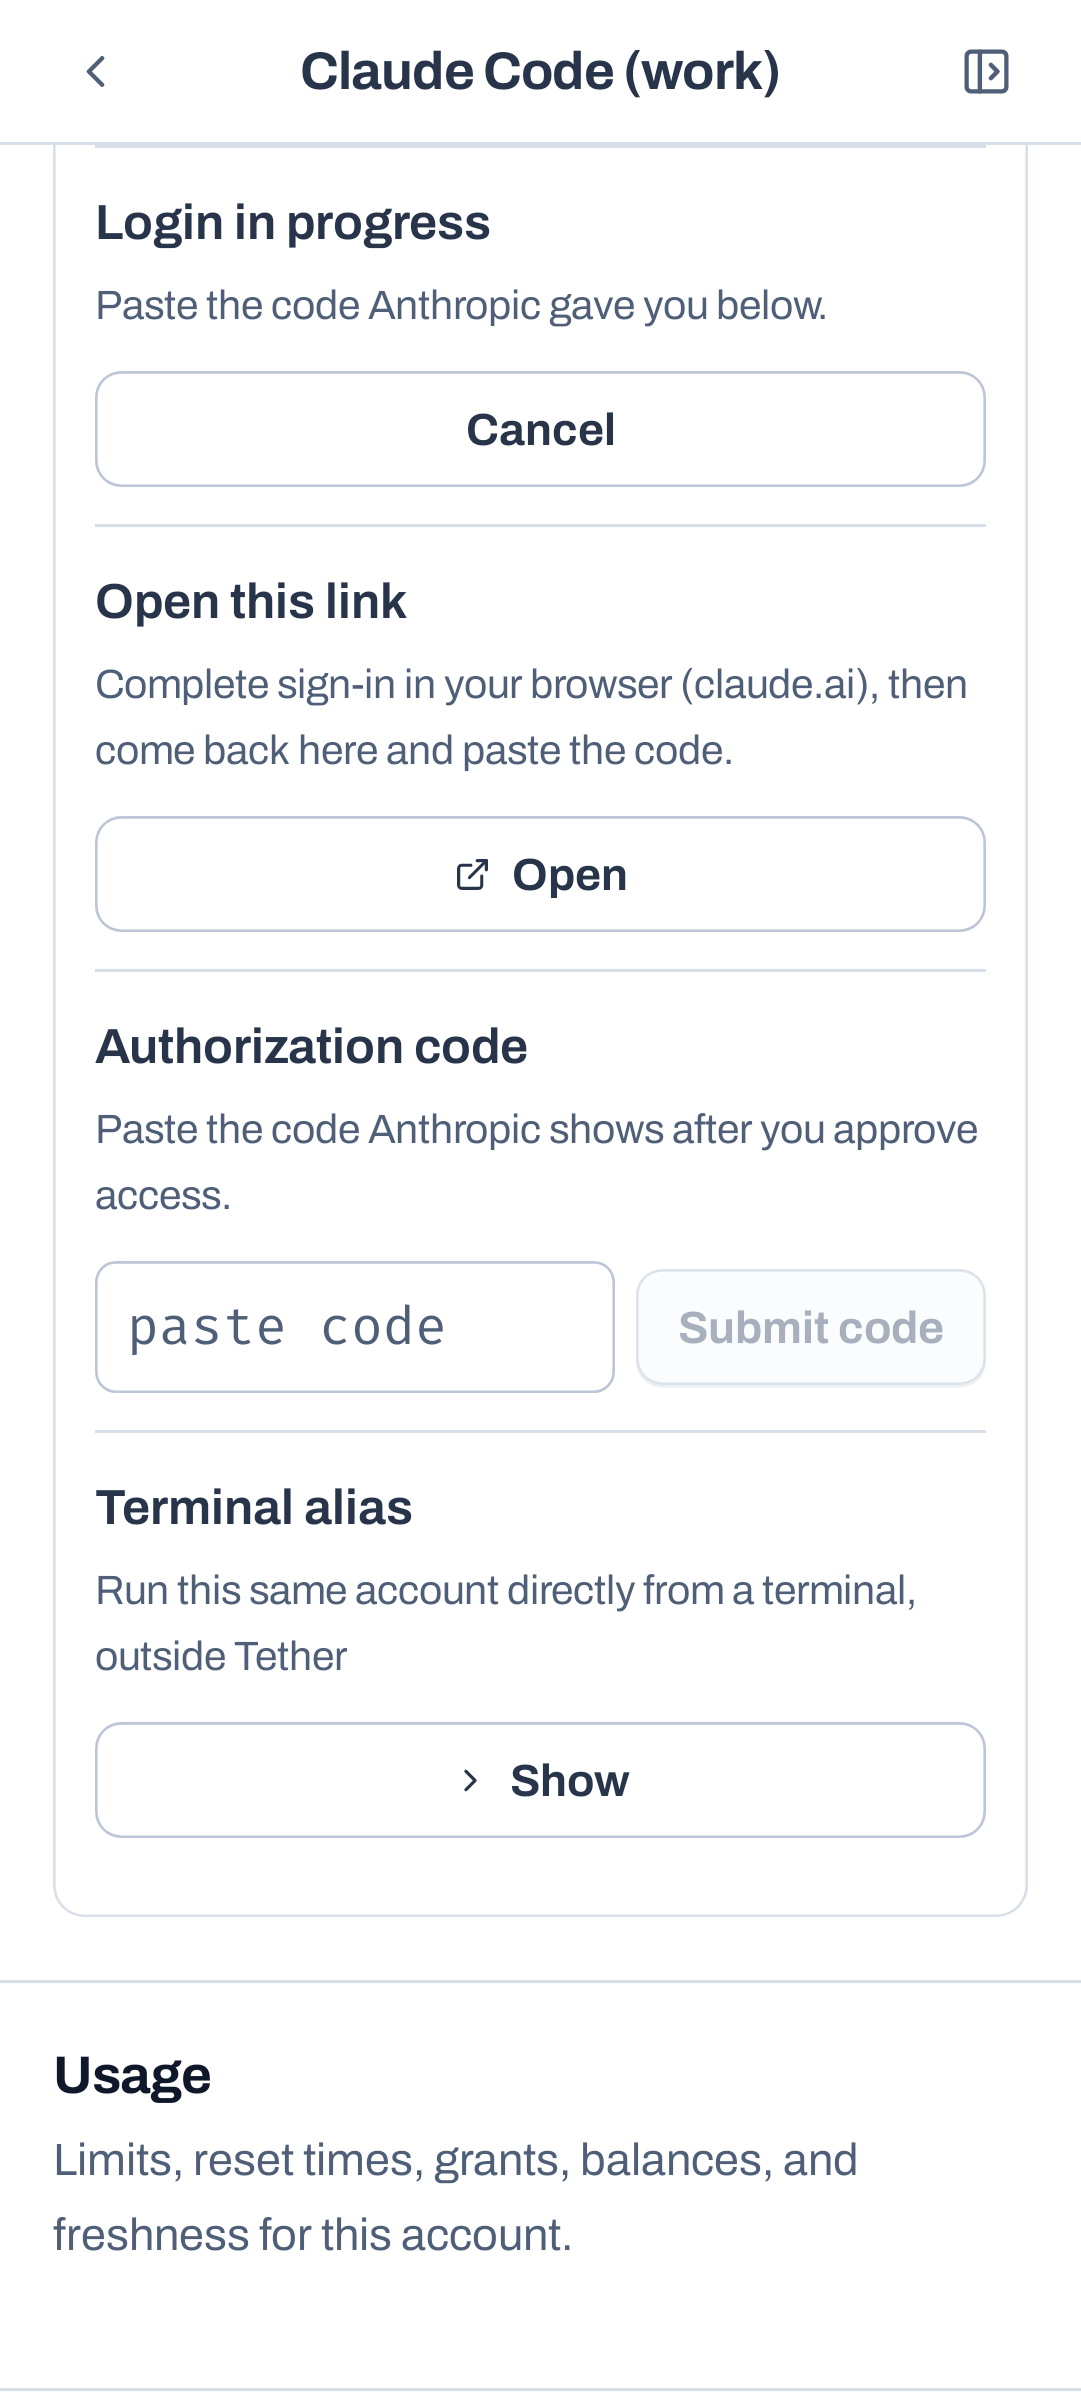 Claude Code (work)
Login in progress
Paste the code Anthropic gave you below.
Cancel
Open this link
Complete sign-in in your browser (claude.ai), then
come back here and paste the code.
Open
Authorization code
Paste the code Anthropic shows after you approve
access.
paste code
Submit code
Terminal alias
Run this same account directly from a terminal,
outside Tether
Show
Usage
Limits, reset times, grants, balances, and
freshness for this account.